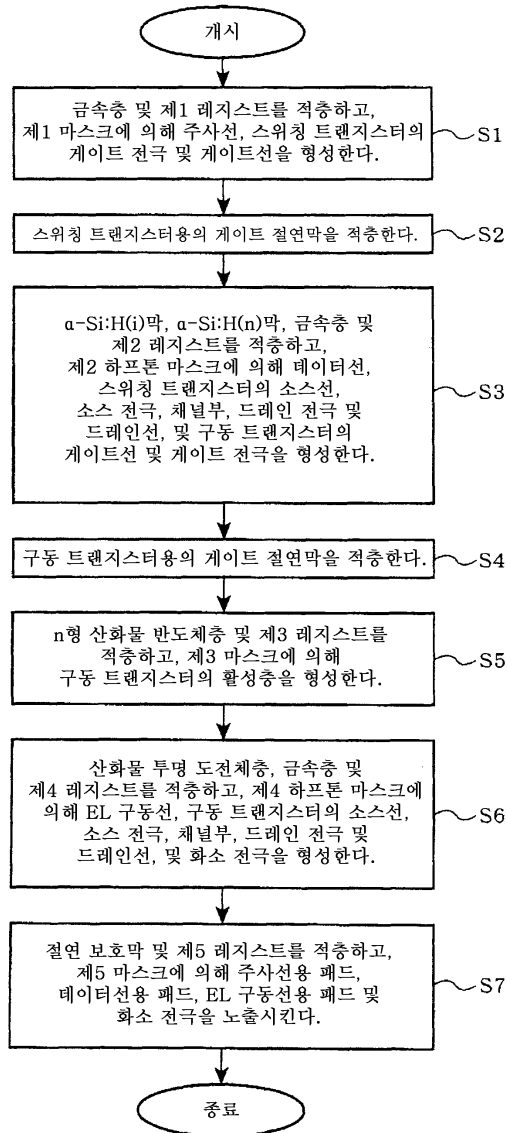 개시
금속층 및 제1 레지스트를 적층하고,
제1 마스크에 의해 주사선, 스위칭 트랜지스터의
게이트 전극 및 게이트선을 형성한다.
S1
스위칭 트랜지스터용의 게이트 절연막을 적층한다.
S2
α-Si:H(i)막, α-Si:H(n)막, 금속층 및
제2 레지스트를 적층하고,
제2 하프톤 마스크에 의해 데이터선,
스위칭 트랜지스터의 소스선,
소스 전극, 채널부, 드레인 전극 및
드레인선, 및 구동 트랜지스터의
게이트선 및 게이트 전극을 형성한다.
S3
구동 트랜지스터용의 게이트 절연막을 적층한다.
S4
n형 산화물 반도체층 및 제3 레지스트를
적층하고, 제3 마스크에 의해
구동 트랜지스터의 활성층을 형성한다.
S5
산화물 투명 도전체층, 금속층 및
제4 레지스트를 적층하고, 제4 하프톤 마스크에
의해 EL 구동선, 구동 트랜지스터의 소스선,
소스 전극, 채널부, 드레인 전극 및
드레인선, 및 화소 전극을 형성한다.
S6
절연 보호막 및 제5 레지스트를 적층하고,
제5 마스크에 의해 주사선용 패드,
데이터선용 패드, EL 구동선용 패드 및
화소 전극을 노출시킨다.
S7
종료